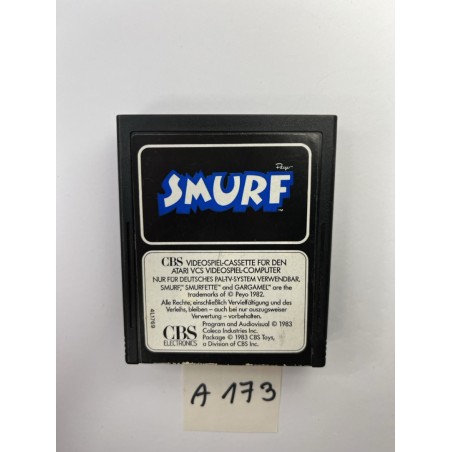 Peyo
SMURF
TM
CBS VIDEOSPIEL-CASSETTE FÜR DEN
ATARI VCS VIDEOSPIEL-COMPUTER
NUR FÜR DEUTSCHES PAL-TV-SYSTEM VERWENDBAR.
SMURF," SMURFETTE and GARGAMEL are the
trademarks of © Peyo 1982.
Alle Rechte, einschließlich Vervielfältigung und des
Verleihs, bleiben – auch bei nur auszugweiser
Verwertung – vorbehalten.
Program and Audiovisual © 1983
Coleco Industries Inc.
Package © 1983 CBS Toys,
a Division of CBS Inc.
CBS
ELECTRONICS
A 173